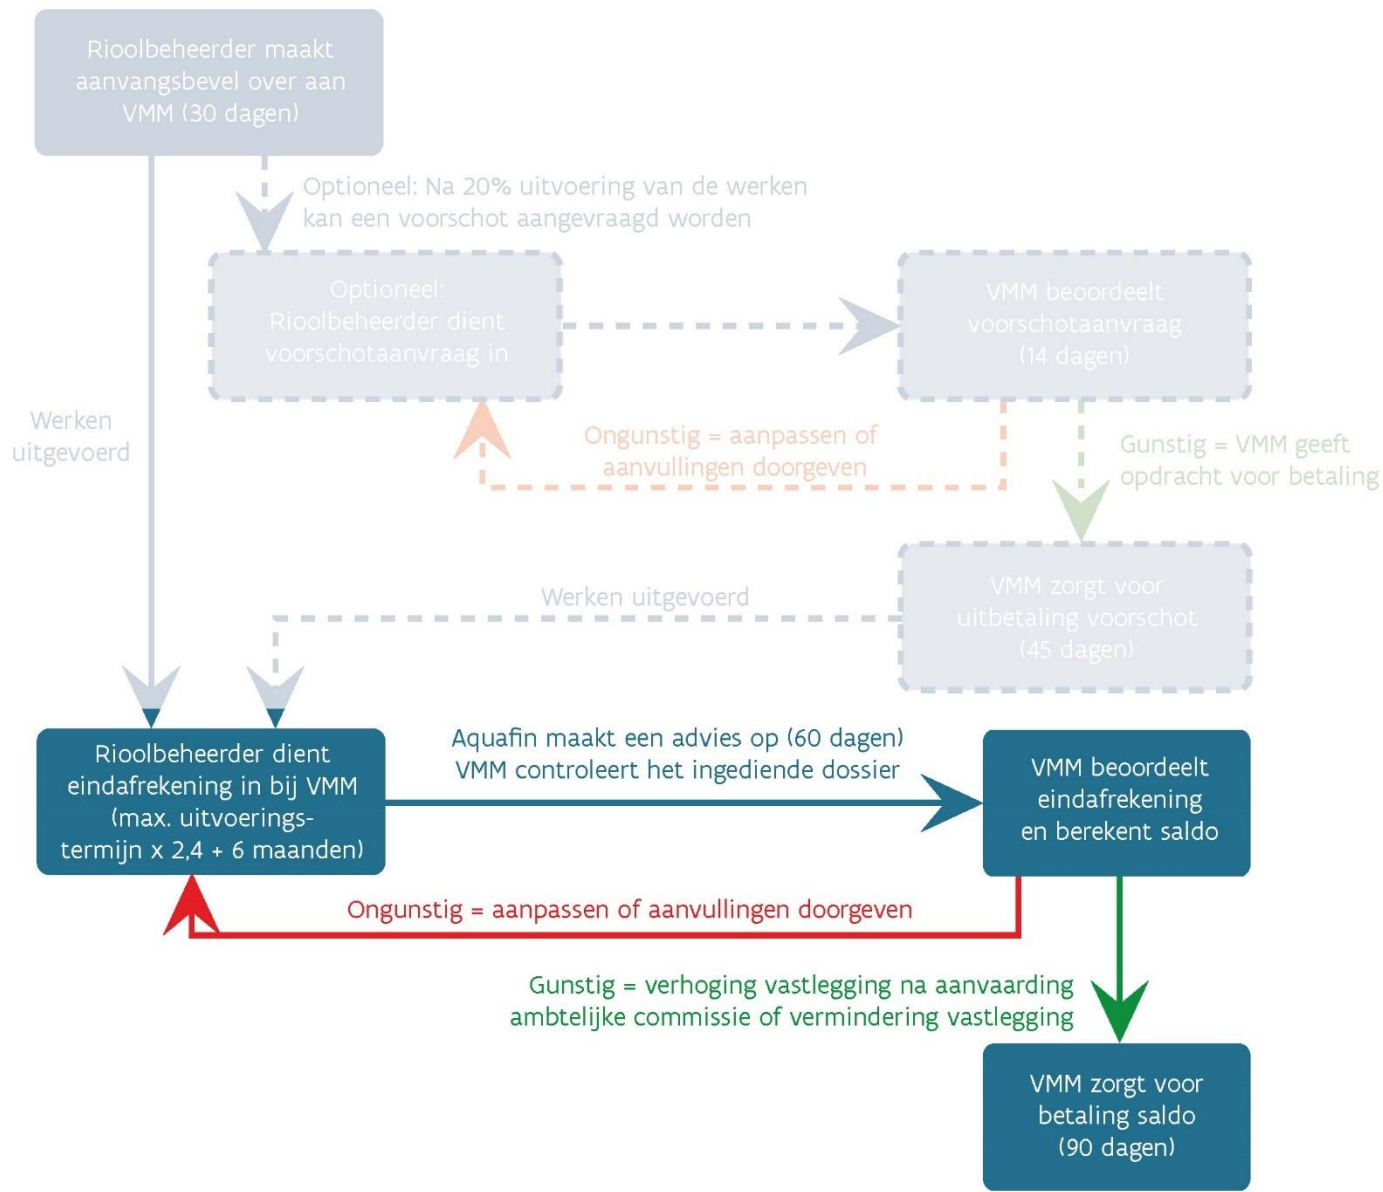 Rioolbeheerder maakt
aanvangsbevel over aan
VMM (30 dagen)
Optioneel: Na 20% uitvoering van de werken
kan een voorschot aangevraagd worden
Optioneel:
Rioolbeheerder dient
voorschotaanvraag in
VMM beoordeelt
voorschotaanvraag
(14 dagen)
Werken
uitgevoerd
Ongunstig = aanpassen of
aanvullingen doorgeven
Gunstig = VMM geeft
opdracht voor betaling
VMM zorgt voor
uitbetaling voorschot
(45 dagen)
Werken uitgevoerd
Rioolbeheerder dient
eindafrekening in bij VMM
(max. uitvoerings-
termijn x 2,4 + 6 maanden)
Aquafin maakt een advies op (60 dagen)
VMM controleert het ingediende dossier
VMM beoordeelt
eindafrekening
en berekent saldo
Ongunstig = aanpassen of aanvullingen doorgeven
Gunstig = verhoging vastlegging na aanvaarding
ambtelijke commissie of vermindering vastlegging
VMM zorgt voor
betaling saldo
(90 dagen)